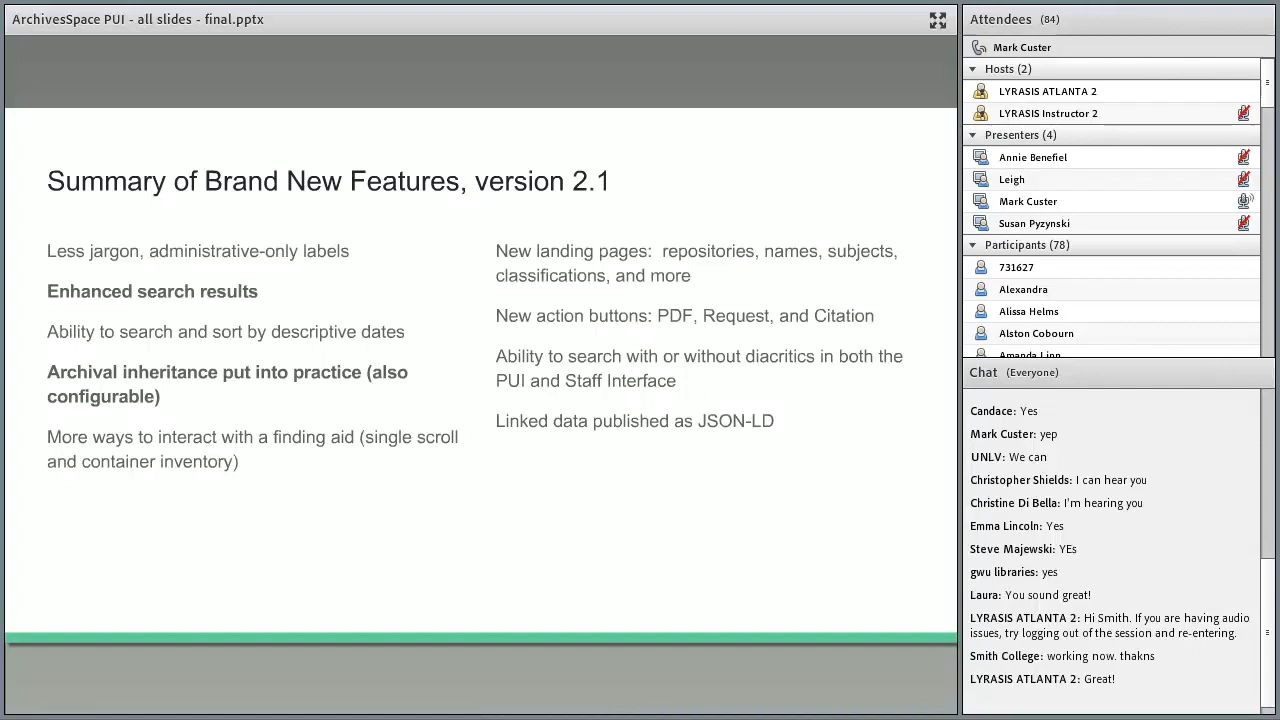 ArchivesSpace PUI - all slides - final.pptx
Summary of Brand New Features, version 2.1
Less jargon, administrative-only labels
Enhanced search results
Ability to search and sort by descriptive dates
Archival inheritance put into practice (also
configurable)
More ways to interact with a finding aid (single scroll
and container inventory)
New landing pages:  repositories, names, subjects,
classifications, and more
New action buttons: PDF, Request, and Citation
Ability to search with or without diacritics in both the
PUI and Staff Interface
Linked data published as JSON-LD
Attendees (84)
Mark Custer
Hosts (2)
LYRASIS ATLANTA 2
LYRASIS Instructor 2
Presenters (4)
Annie Benefiel
Leigh
Mark Custer
Susan Pyzynski
Participants (78)
731627
Alexandra
Alissa Helms
Alston Cobourn
Amanda Linn
Chat (Everyone)
Candace: Yes
Mark Custer: yep
UNLV: We can
Christopher Shields: I can hear you
Christine Di Bella: I'm hearing you
Emma Lincoln: Yes
Steve Majewski: YEs
gwu libraries: yes
Laura: You sound great!
LYRASIS ATLANTA 2: Hi Smith. If you are having audio
issues, try logging out of the session and re-entering.
Smith College: working now. thakns
LYRASIS ATLANTA 2: Great!